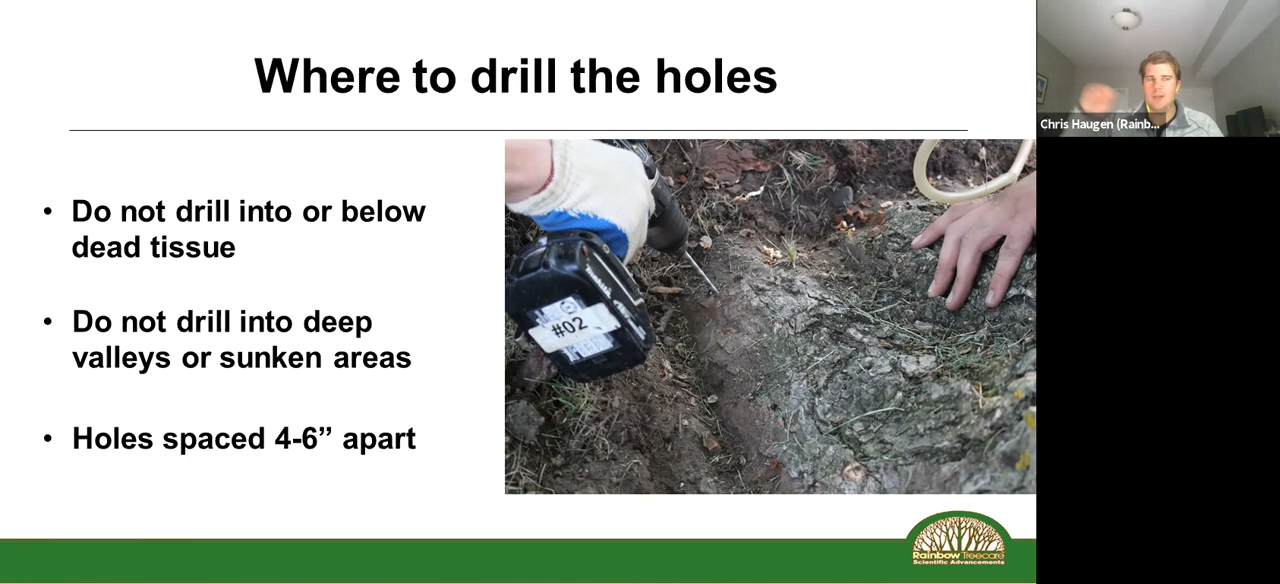 Where to drill the holes
• Do not drill into or below
dead tissue
• Do not drill into deep
valleys or sunken areas
• Holes spaced 4-6” apart
#02
Chris Haugen (Rainb...
Rainbow Treecare
Scientific Advancements